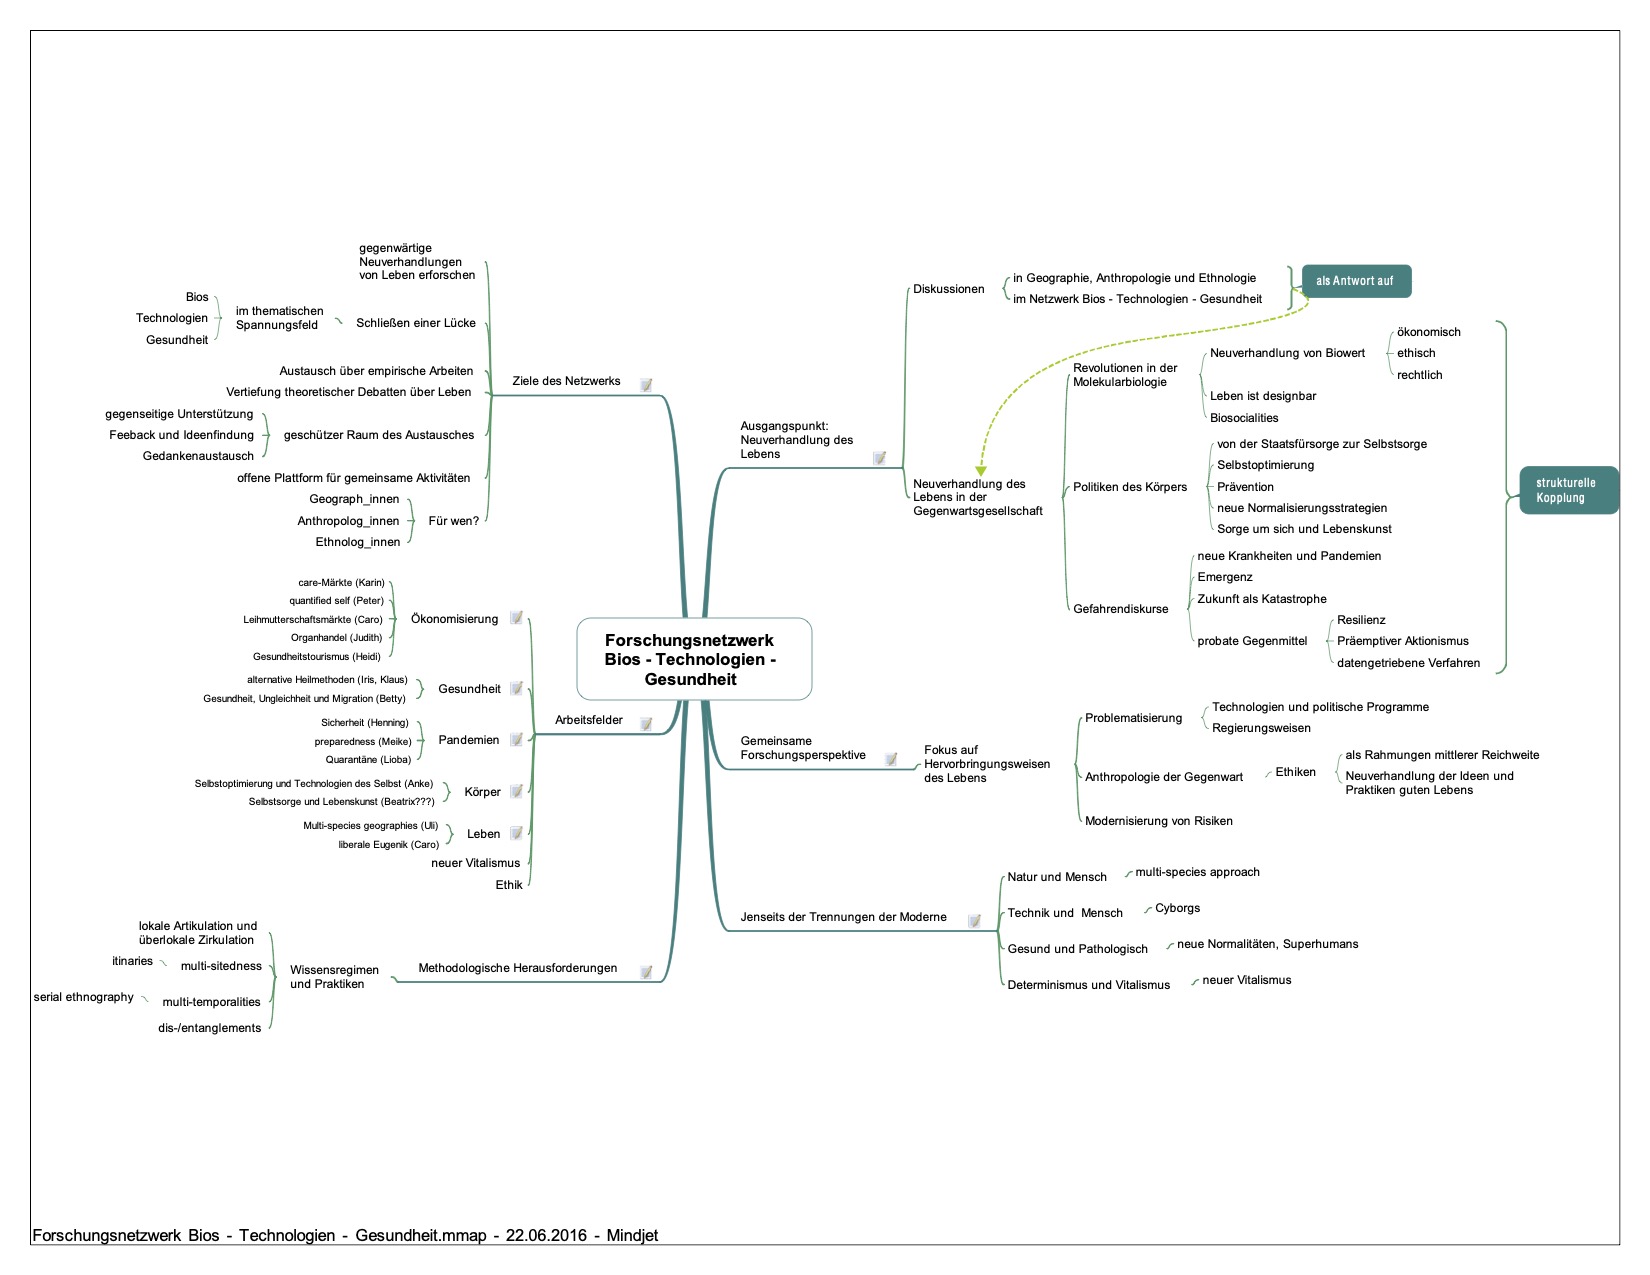 gegenwärtige
Neuverhandlungen
von Leben erforschen
Bios
Technologien
Gesundheit
im thematischen
Spannungsfeld
Schließen einer Lücke
Austausch über empirische Arbeiten
Vertiefung theoretischer Debatten über Leben
gegenseitige Unterstützung
Feeback und Ideenfindung
Gedankenaustausch
geschützer Raum des Austausches
offene Plattform für gemeinsame Aktivitäten
Geograph_innen
Anthropolog_innen
Ethnolog_innen
Für wen?
Ziele des Netzwerks
care-Märkte (Karin)
quantified self (Peter)
Leihmutterschaftsmärkte (Caro)
Organhandel (Judith)
Gesundheitstourismus (Heidi)
Ökonomisierung
alternative Heilmethoden (Iris, Klaus)
Gesundheit, Ungleichheit und Migration (Betty)
Gesundheit
Sicherheit (Henning)
preparedness (Meike)
Quarantäne (Lioba)
Pandemien
Selbstoptimierung und Technologien des Selbst (Anke)
Selbstsorge und Lebenskunst (Beatrix???)
Körper
Multi-species geographies (Uli)
liberale Eugenik (Caro)
Leben
neuer Vitalismus
Ethik
Arbeitsfelder
lokale Artikulation und
überlokale Zirkulation
itinaries
multi-sitedness
serial ethnography
multi-temporalities
dis-/entanglements
Wissensregimen
und Praktiken
Methodologische Herausforderungen
Forschungsnetzwerk
Bios - Technologien -
Gesundheit
Ausgangspunkt:
Neuverhandlung des
Lebens
Diskussionen
in Geographie, Anthropologie und Ethnologie
im Netzwerk Bios - Technologien - Gesundheit
als Antwort auf
Neuverhandlung des
Lebens in der
Gegenwartsgesellschaft
Revolutionen in der
Molekularbiologie
Neuverhandlung von Biowert
ökonomisch
ethisch
rechtlich
Leben ist designbar
Biosocialities
Politiken des Körpers
von der Staatsfürsorge zur Selbstsorge
Selbstoptimierung
Prävention
neue Normalisierungsstrategien
Sorge um sich und Lebenskunst
Gefahrendiskurse
neue Krankheiten und Pandemien
Emergenz
Zukunft als Katastrophe
probate Gegenmittel
Resilienz
Präemptiver Aktionismus
datengetriebene Verfahren
strukturelle
Kopplung
Gemeinsame
Forschungsperspektive
Fokus auf
Hervorbringungsweisen
des Lebens
Problematisierung
Technologien und politische Programme
Regierungsweisen
Anthropologie der Gegenwart
Ethiken
als Rahmungen mittlerer Reichweite
Neuverhandlung der Ideen und
Praktiken guten Lebens
Modernisierung von Risiken
Jenseits der Trennungen der Moderne
Natur und Mensch
multi-species approach
Technik und  Mensch
Cyborgs
Gesund und Pathologisch
neue Normalitäten, Superhumans
Determinismus und Vitalismus
neuer Vitalismus
Forschungsnetzwerk Bios - Technologien - Gesundheit.mmap - 22.06.2016 - Mindjet